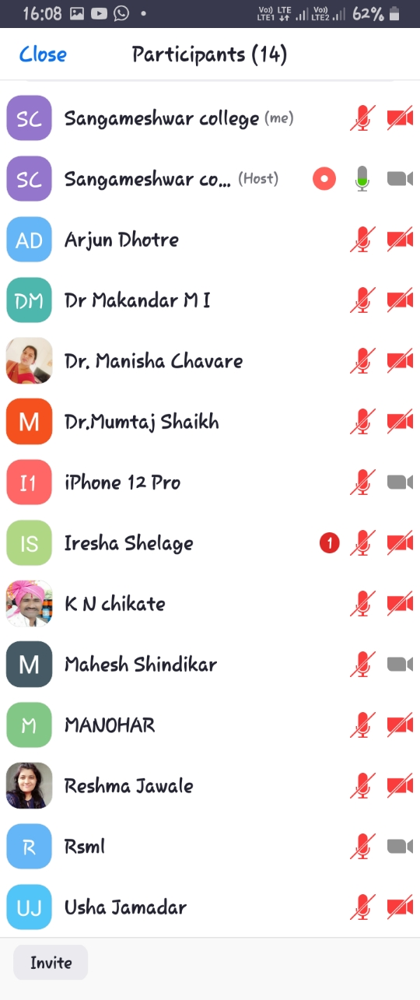 16:08 Vo)) LTE LTE1 Vo)) LTE2 62%
Close Participants (14)
SC Sangameshwar college (me)
SC Sangameshwar co... (Host)
AD Arjun Dhotre
DM Dr Makandar M I
Dr. Manisha Chavare
M Dr.Mumtaj Shaikh
I1 iPhone 12 Pro
IS Iresha Shelage 1
K N chikate
M Mahesh Shindikar
M MANOHAR
Reshma Jawale
R Rsml
UJ Usha Jamadar
Invite